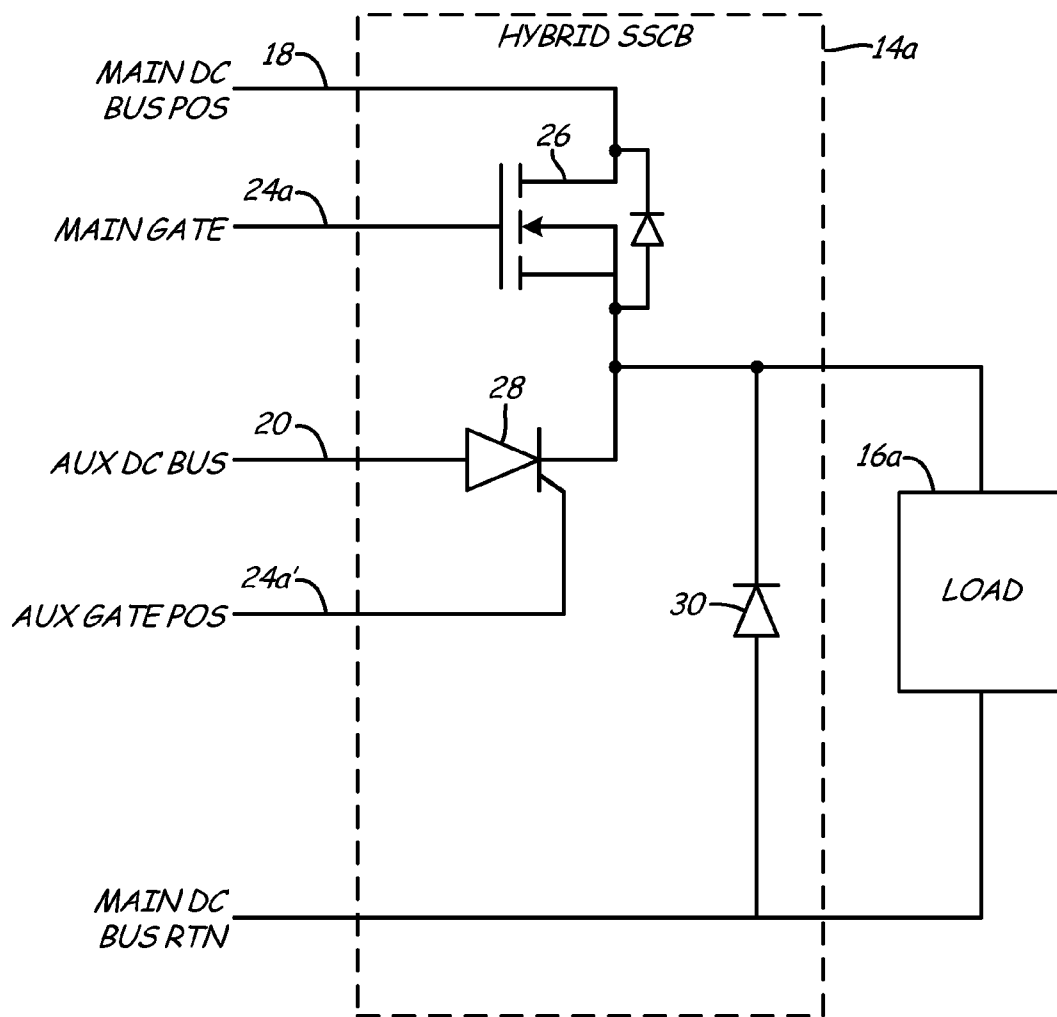 HYBRID SSCB
14a
MAIN DC
BUS POS
18
26
MAIN GATE
24a
28
AUX DC BUS
20
16a
LOAD
AUX GATE POS
24a'
30
MAIN DC
BUS RTN